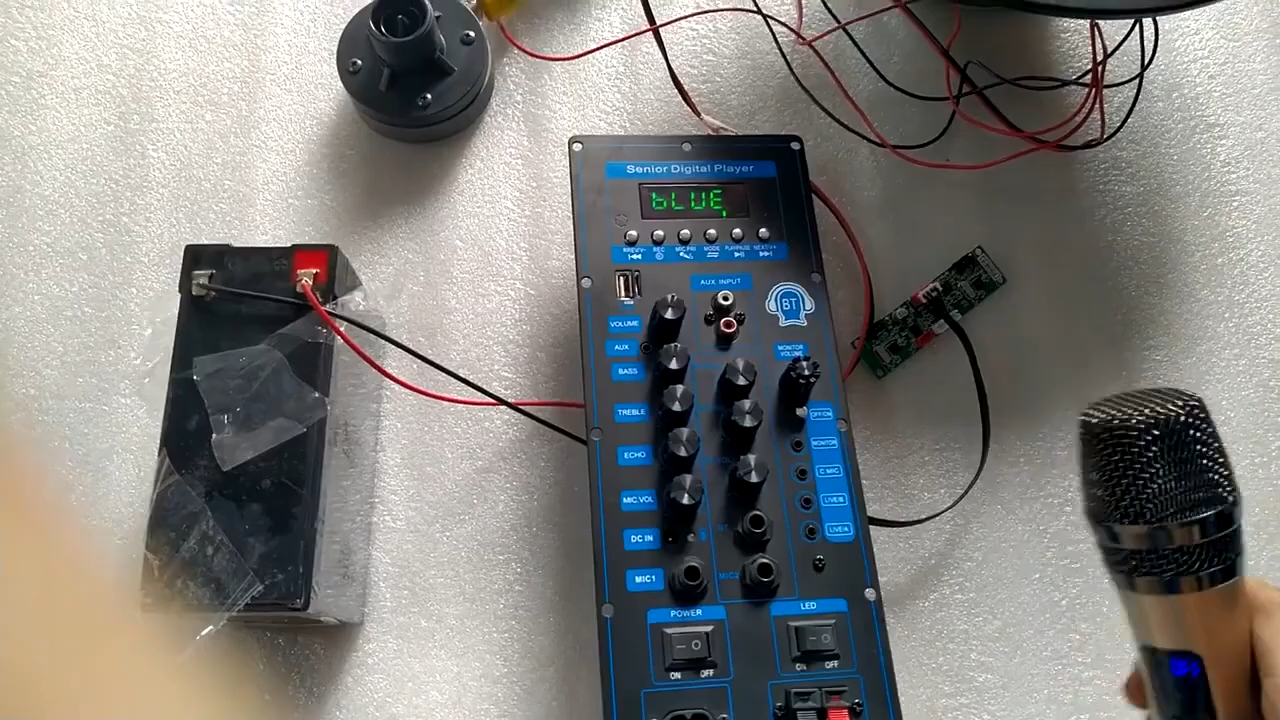 Senior Digital Player
bLUE
REC
MIC PRI
MODE
PLAY/PAUSE
NEXT/V+
AUX INPUT
BT
VOLUME
AUX
BASS
MONITOR
VOLUME
TREBLE
OFF/ON
MONITOR
ECHO
C.MIC
MIC.VOL
LIVE/B
DC IN
LIVE/A
MIC1
MIC2
POWER
LED
ON OFF
ON OFF